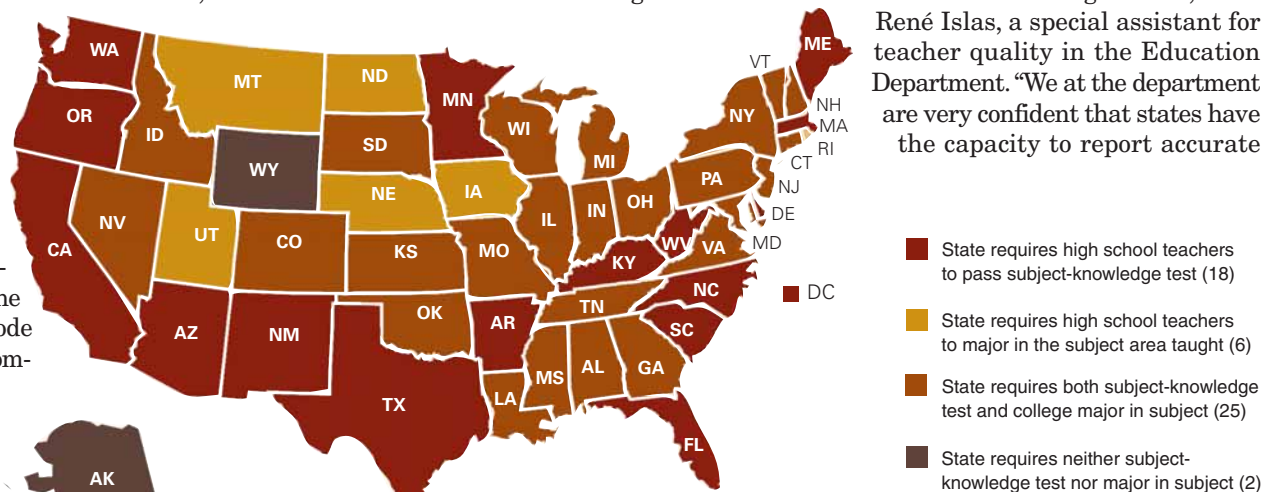 René Islas, a special assistant for
teacher quality in the Education
Department. “We at the department
are very confident that states have
the capacity to report accurate
-
ne
ode
om-
WA
OR
CA
ID
NV
MT
WY
UT
AZ
CO
NM
ND
SD
NE
KS
OK
TX
MN
IA
MO
AR
LA
WI
IL
MS
MI
IN
OH
KY
TN
AL
GA
WV
VA
NC
SC
FL
PA
NY
VT
ME
NH
MA
RI
CT
NJ
DE
MD
DC
AK
State requires high school teachers
to pass subject-knowledge test (18)
State requires high school teachers
to major in the subject area taught (6)
State requires both subject-knowledge
test and college major in subject (25)
State requires neither subject-
knowledge test nor major in subject (2)